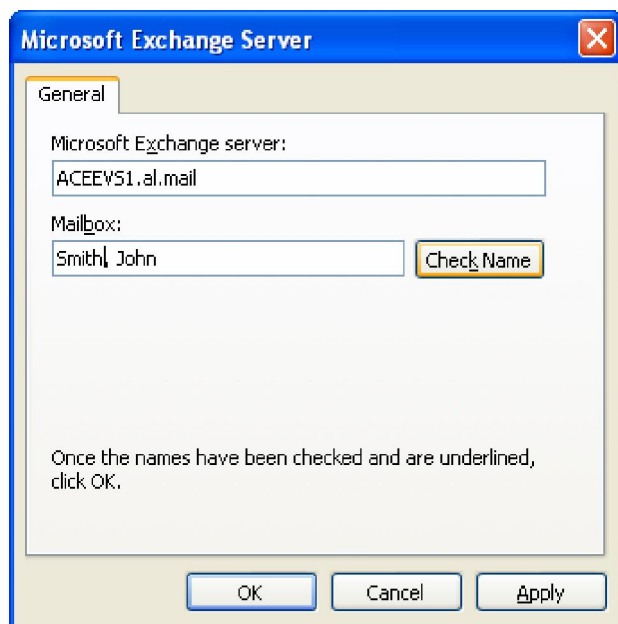 Microsoft Exchange Server
General
Microsoft Exchange server:
ACEEVS1.al.mail
Mailbox:
Smith, John
Check Name
Once the names have been checked and are underlined,
click OK.
OK Cancel Apply